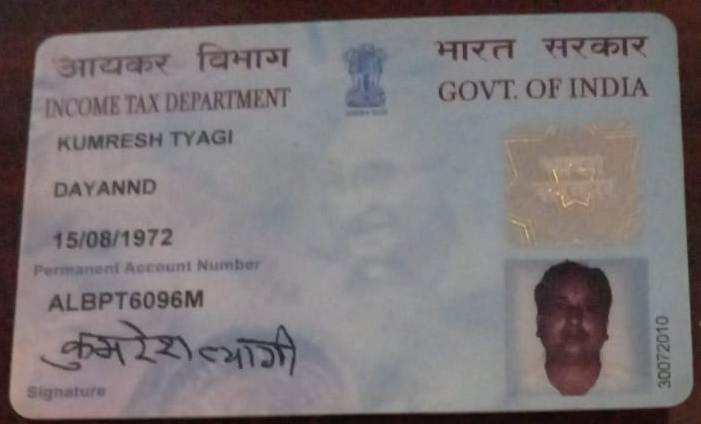 आयकर विभाग
भारत सरकार
INCOME TAX DEPARTMENT
GOVT. OF INDIA
KUMRESH TYAGI
DAYANND
15/08/1972
Permanent Account Number
ALBPT6096M
कुमरेश त्यागी
Signature
30072010